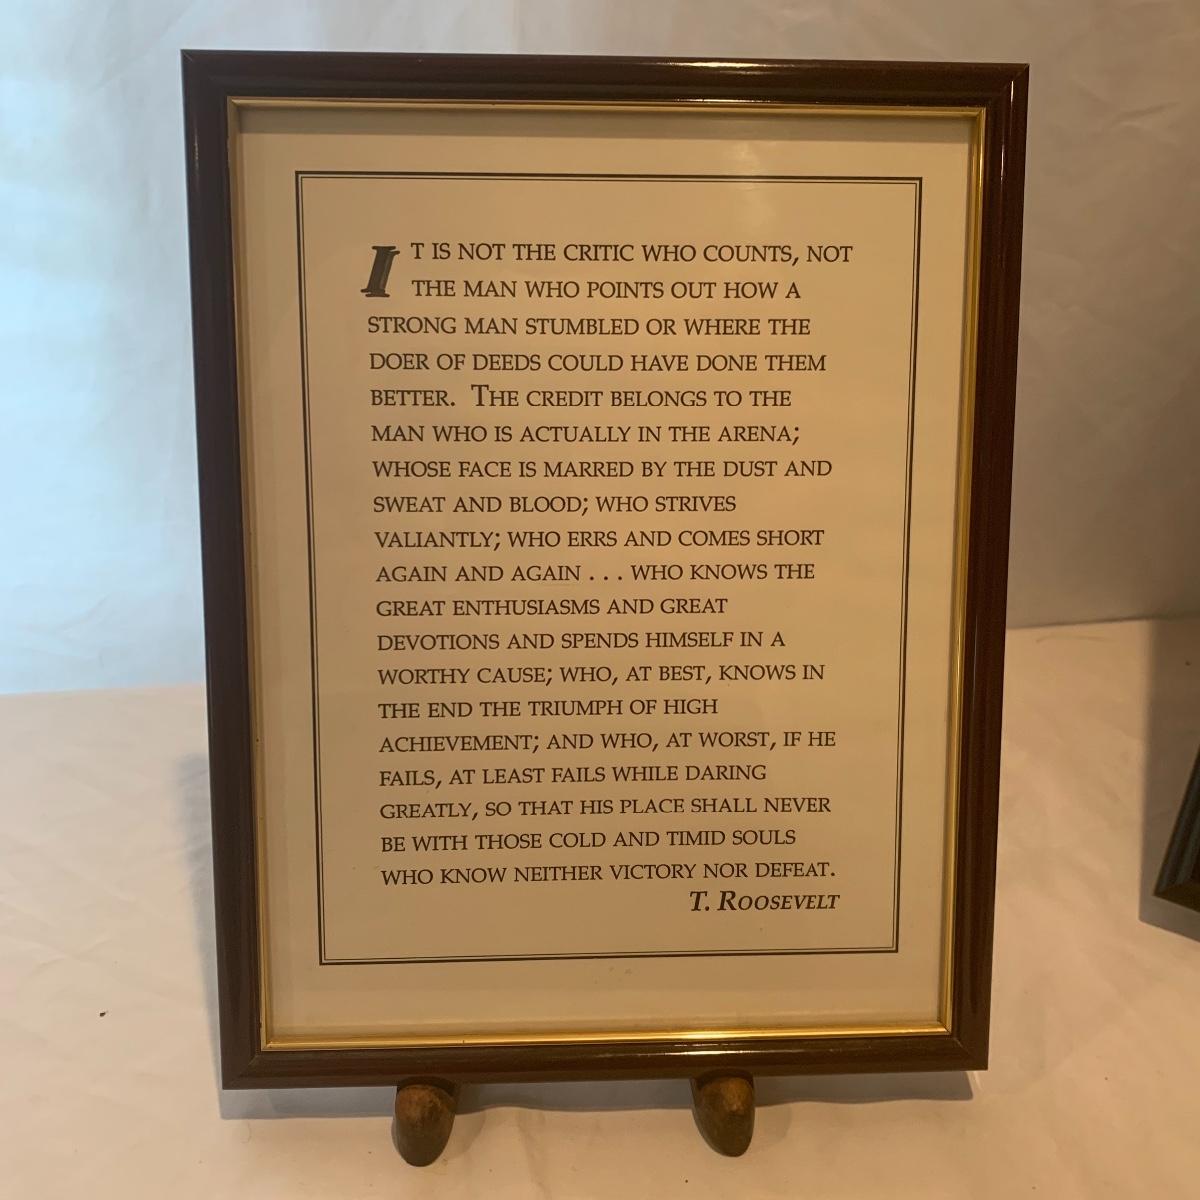 IT IS NOT THE CRITIC WHO COUNTS, NOT
THE MAN WHO POINTS OUT HOW A
STRONG MAN STUMBLED OR WHERE THE
DOER OF DEEDS COULD HAVE DONE THEM
BETTER. THE CREDIT BELONGS TO THE
MAN WHO IS ACTUALLY IN THE ARENA;
WHOSE FACE IS MARRED BY THE DUST AND
SWEAT AND BLOOD; WHO STRIVES
VALIANTLY; WHO ERRS AND COMES SHORT
AGAIN AND AGAIN . . . WHO KNOWS THE
GREAT ENTHUSIASMS AND GREAT
DEVOTIONS AND SPENDS HIMSELF IN A
WORTHY CAUSE; WHO, AT BEST, KNOWS IN
THE END THE TRIUMPH OF HIGH
ACHIEVEMENT; AND WHO, AT WORST, IF HE
FAILS, AT LEAST FAILS WHILE DARING
GREATLY, SO THAT HIS PLACE SHALL NEVER
BE WITH THOSE COLD AND TIMID SOULS
WHO KNOW NEITHER VICTORY NOR DEFEAT.
T. ROOSEVELT